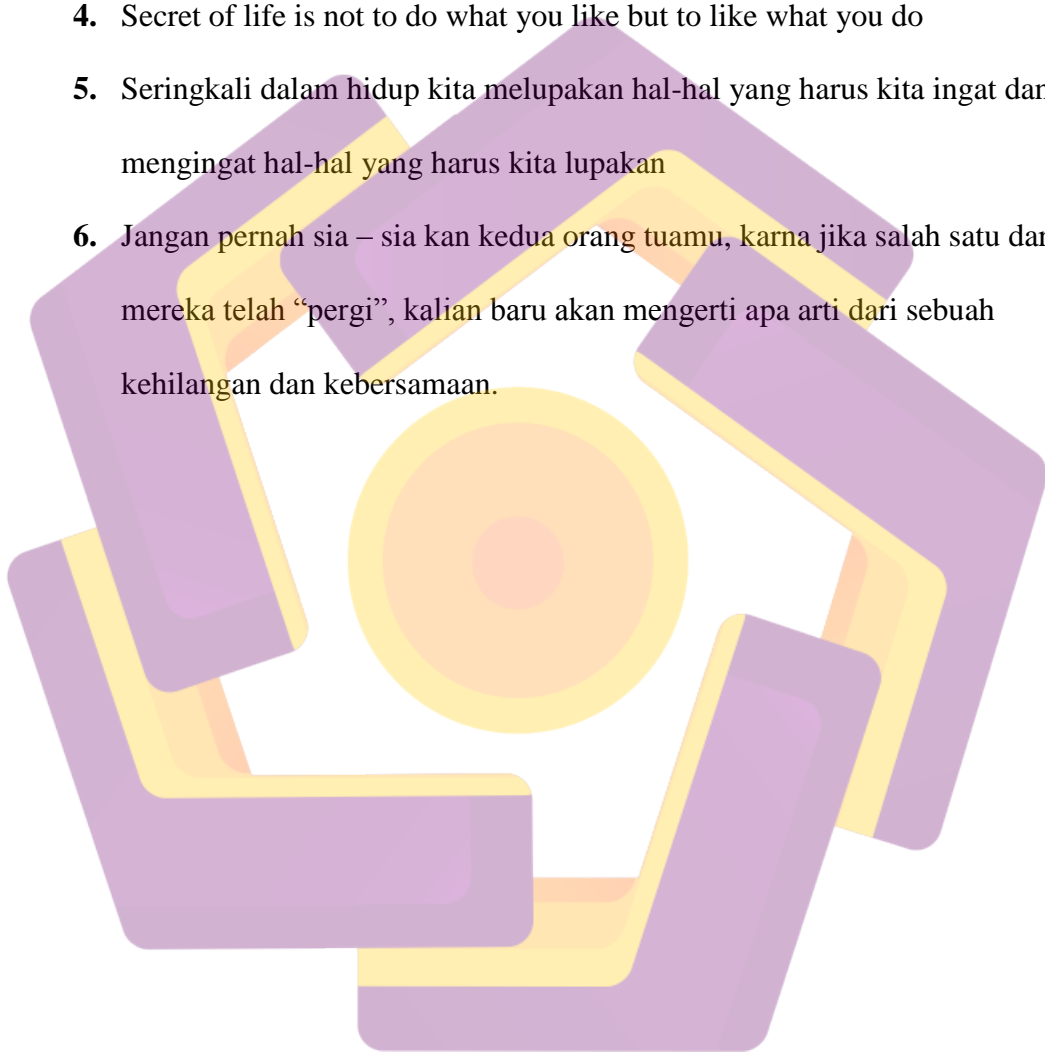 4. Secret of life is not to do what you like but to like what you do
5. Seringkali dalam hidup kita melupakan hal-hal yang harus kita ingat dan
mengingat hal-hal yang harus kita lupakan
6. Jangan pernah sia – sia kan kedua orang tuamu, karna jika salah satu dar
mereka telah “pergi”, kalian baru akan mengerti apa arti dari sebuah
kehilangan dan kebersamaan.